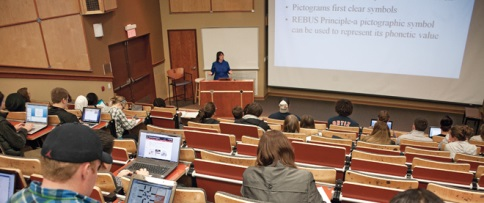 • Pictograms first clear symbols
• REBUS Principle-a pictographic symbol
can be used to represent its phonetic value